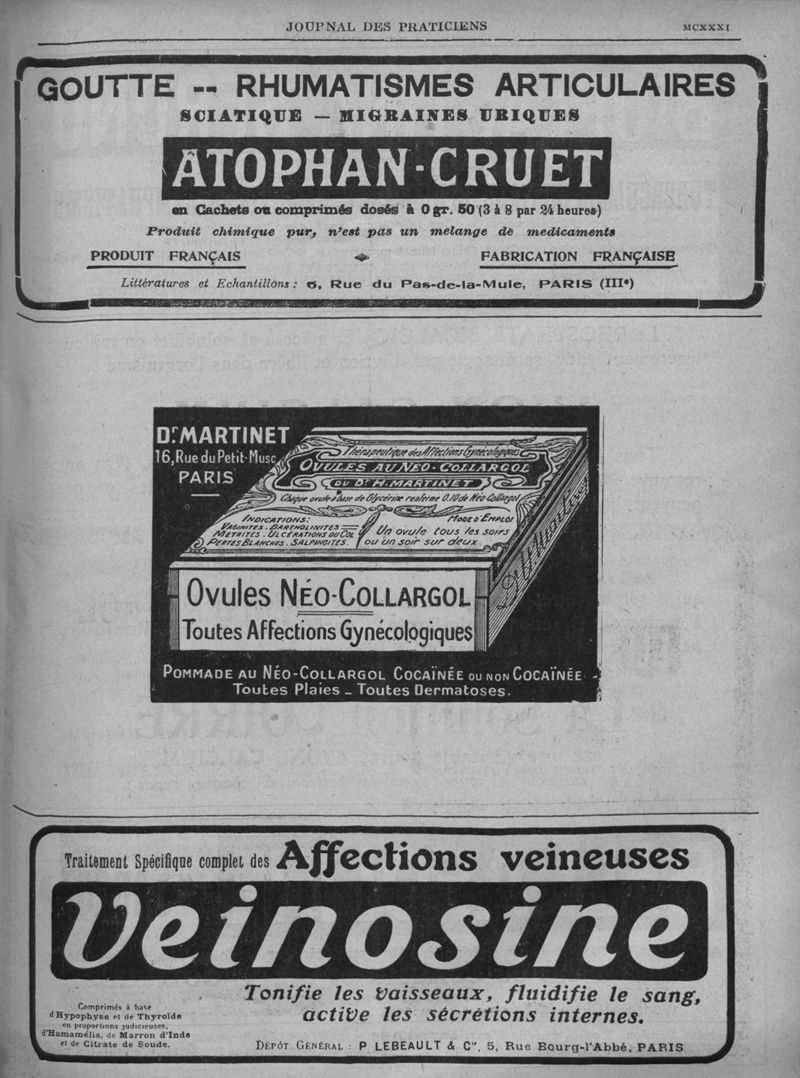 JOURNAL DES PRATICIENS
MCXXXI
GOUTTE -- RHUMATISMES ARTICULAIRES
SCIATIQUE — MIGRAINES URIQUES
ATOPHAN-CRUET
en Cachets ou comprimés dosés à 0 gr. 50 (3 à 8 par 24 heures)
Produit chimique pur, n'est pas un melange de medicaments
PRODUIT FRANÇAIS
FABRICATION FRANÇAISE
Littératures et Echantillons : 6, Rue du Pas-de-la-Mule, PARIS (IIIe)
Dr. MARTINET
16, Rue du Petit-Musc
PARIS
Thérapeutique des Affections Gynécologiques
OVULES AU NÉO-COLLARGOL
DU Dr H. MARTINET
Chaque ovule à base de Glycérine renferme 0.10 de Néo-Collargol
INDICATIONS:
VAGINITES. BARTHOLINITES
METRITES. ULCÉRATIONS DU COL
PERTES BLANCHES. SALPINGITES.
MODE D'EMPLOI
Un ovule tous les soirs
ou un soir sur deux
Dr H. Martinet
Ovules NÉO-COLLARGOL
Toutes Affections Gynécologiques
POMMADE AU NÉO-COLLARGOL COCAÏNÉE OU NON COCAÏNÉE -
Toutes Plaies - Toutes Dermatoses.
Traitement Spécifique complet des Affections veineuses
Veinosine
Comprimés à base
d'Hypophyse et de Thyroïde
en proportions judicieuses,
d'Hamamélis, de Marron d'Inde
et de Citrate de Soude.
Tonifie les vaisseaux, fluidifie le sang,
active les sécrétions internes.
DÉPÔT GÉNÉRAL : P. LEBEAULT & Cie, 5, Rue Bourg-l'Abbé, PARIS